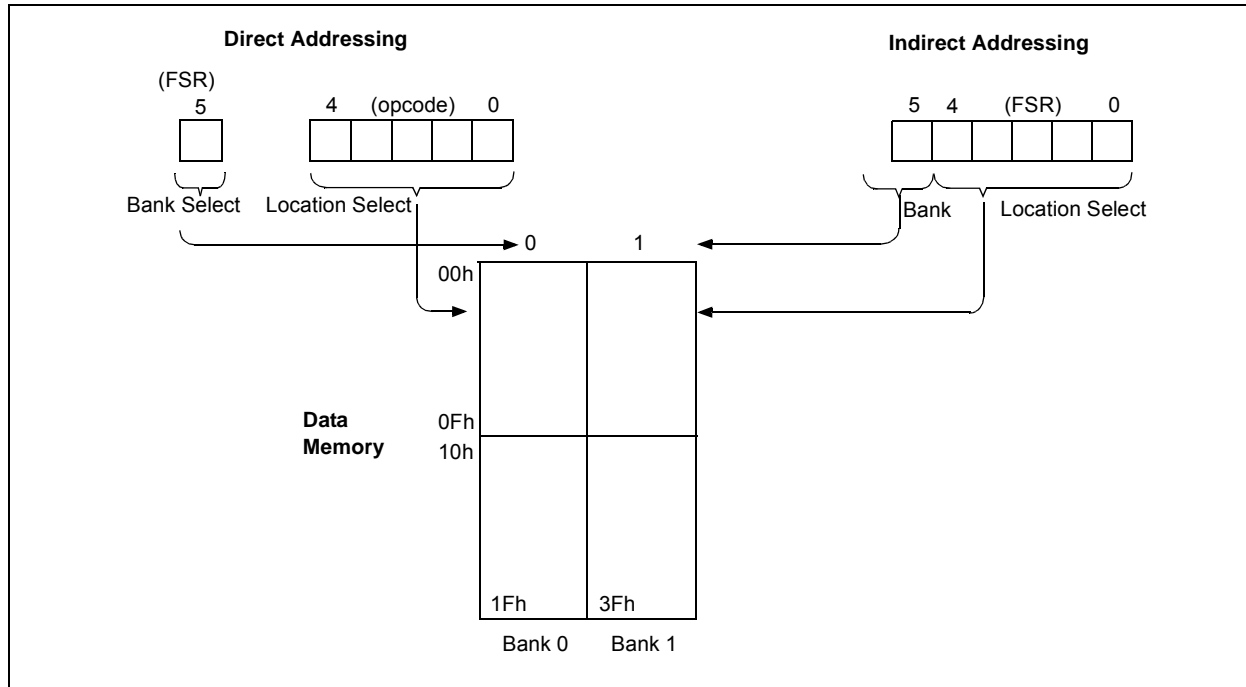 Direct Addressing
Indirect Addressing
(FSR)
5
4 (opcode) 0
5 4 (FSR) 0
Bank Select
Location Select
Bank
Location Select
0 1
00h
Data
Memory
0Fh
10h
1Fh
3Fh
Bank 0
Bank 1